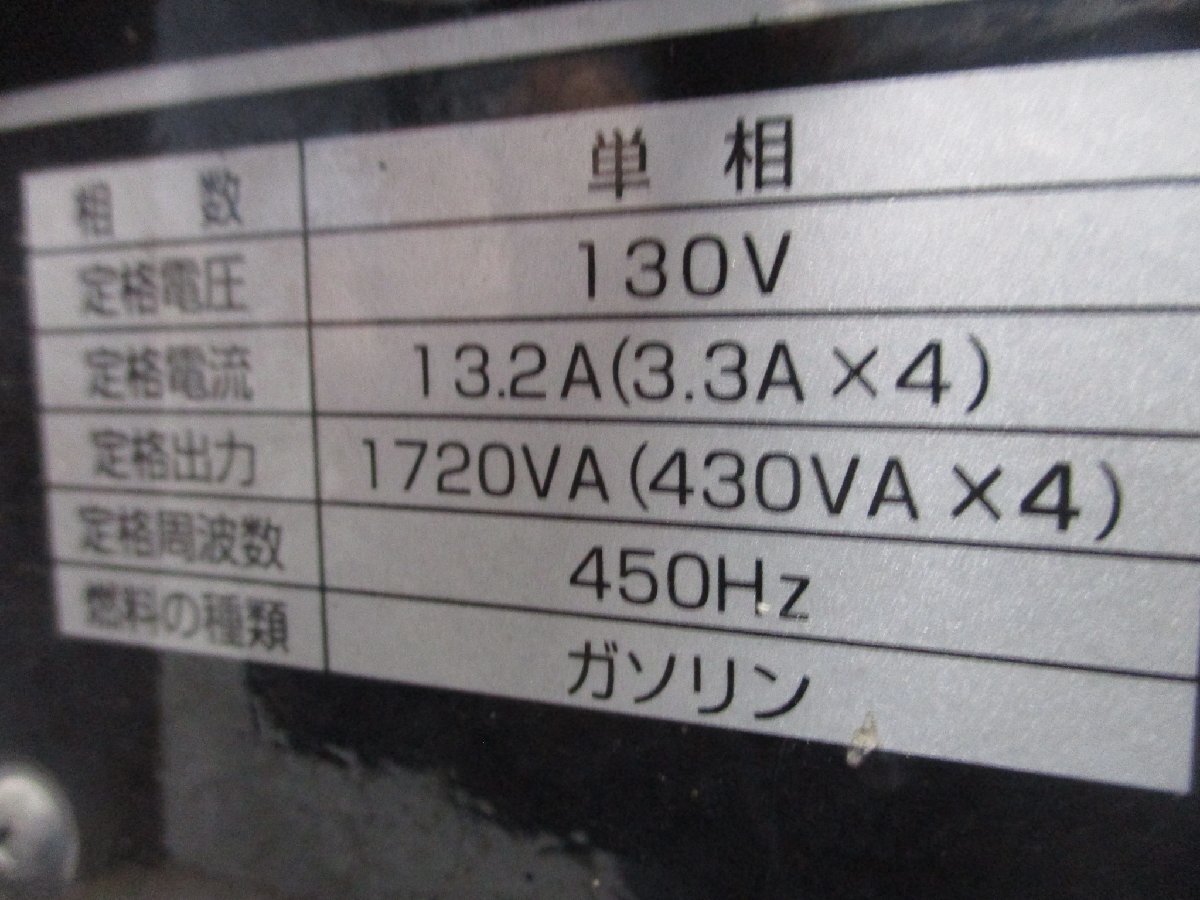 相 数 単 相
定格電圧 130V
定格電流 13.2A(3.3A×4)
定格出力 1720VA(430VA×4)
定格周波数 450Hz
燃料の種類 ガソリン